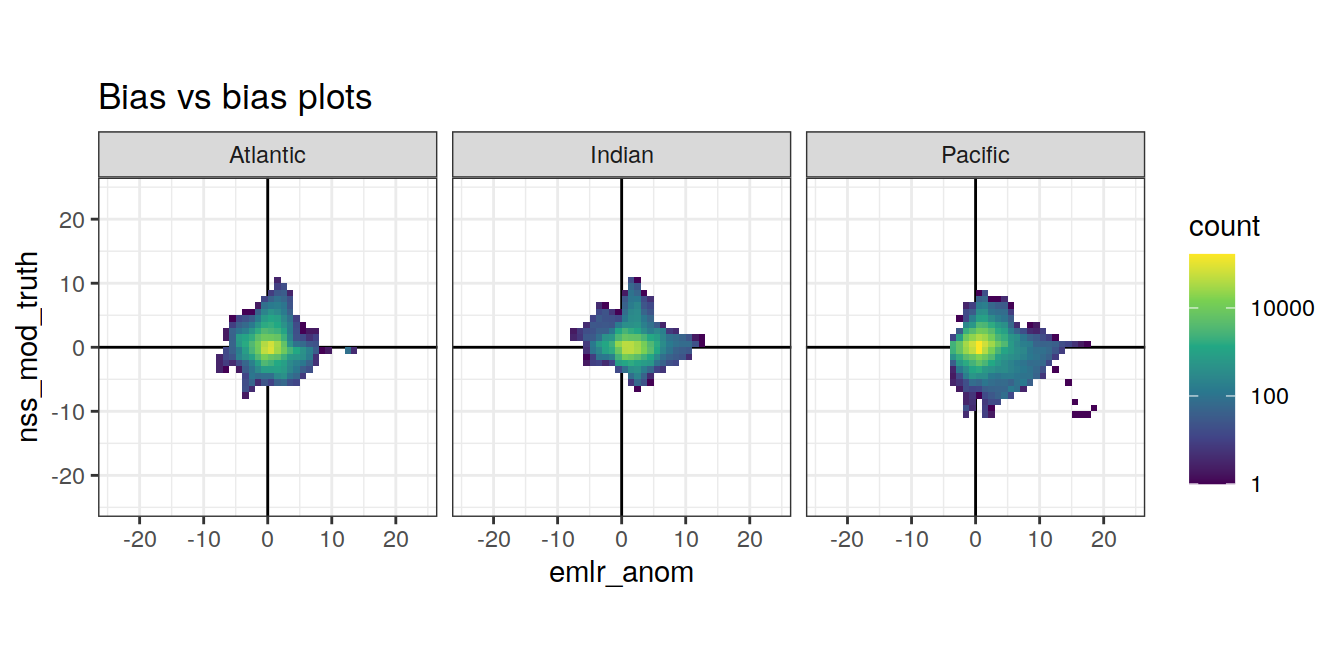 Bias vs bias plots
Atlantic
Indian
Pacific
nss_mod_truth
20
10
0
-10
-20
-20 -10 0 10 20
-20 -10 0 10 20
-20 -10 0 10 20
emlr_anom
count
10000
100
1